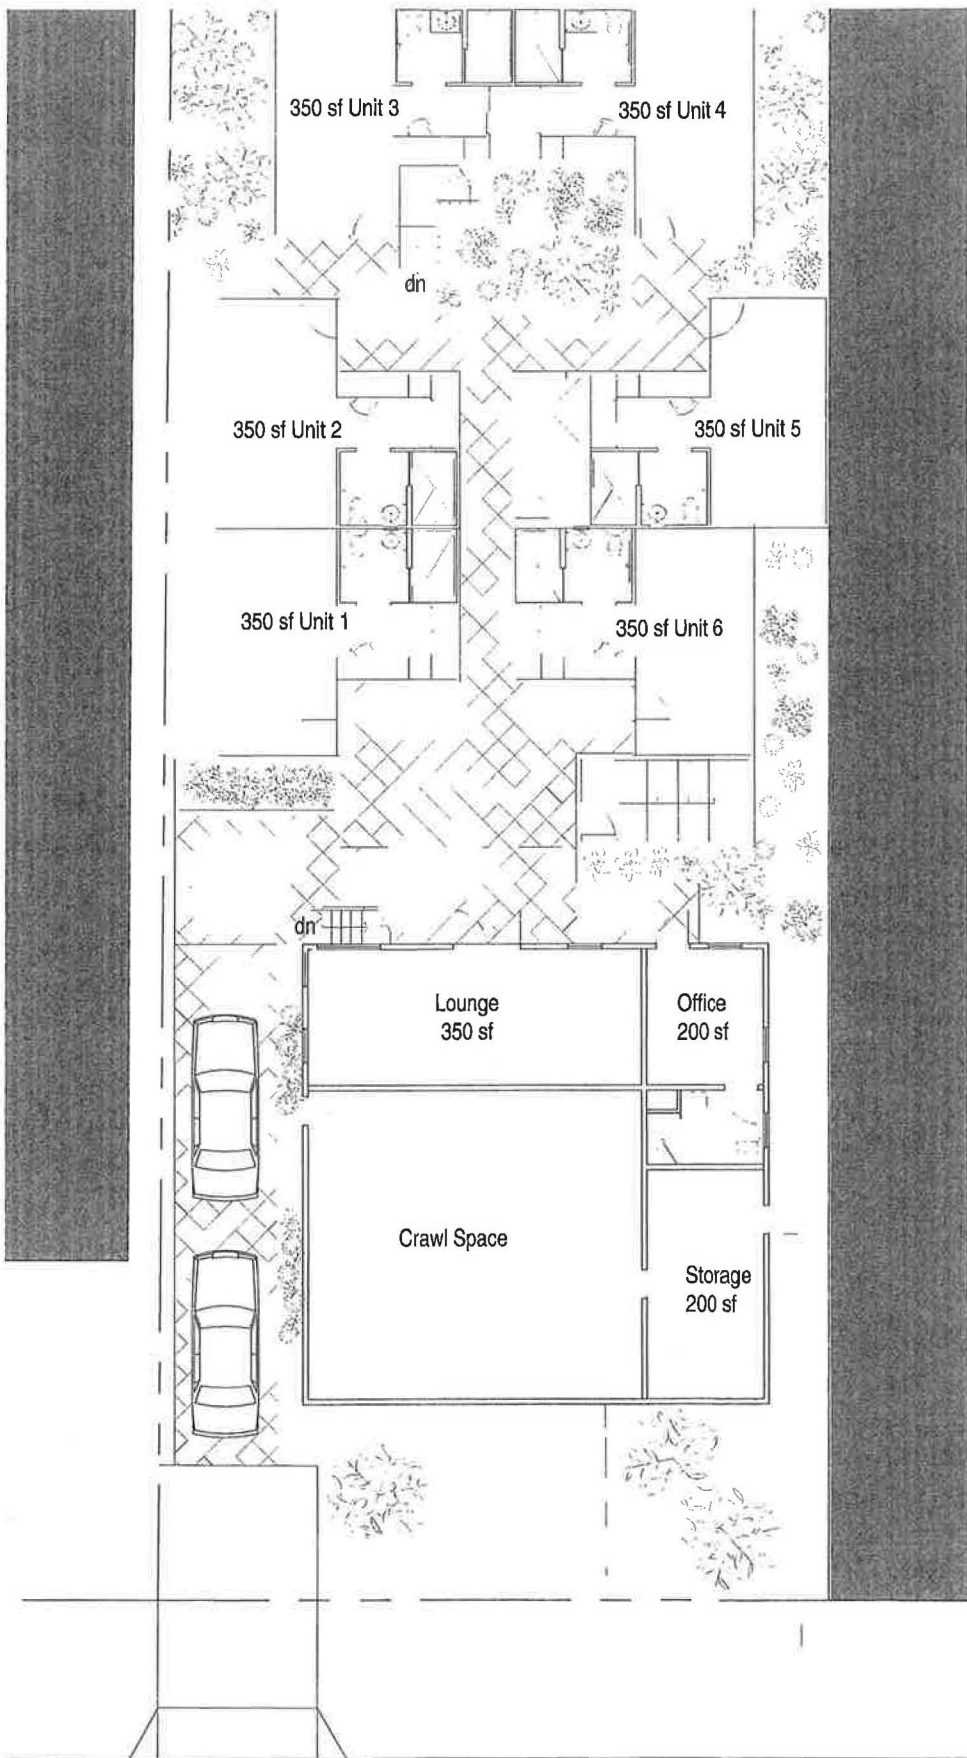 350 sf Unit 3
350 sf Unit 4
dn
350 sf Unit 2
350 sf Unit 5
350 sf Unit 1
350 sf Unit 6
dn
Lounge
350 sf
Office
200 sf
Crawl Space
Storage
200 sf